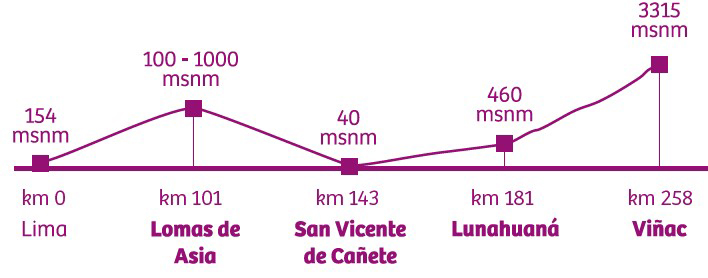 154
msnm
100 - 1000
msnm
40
msnm
460
msnm
3315
msnm
km 0
Lima
km 101
Lomas de
Asia
km 143
San Vicente
de Cañete
km 181
Lunahuaná
km 258
Viñac